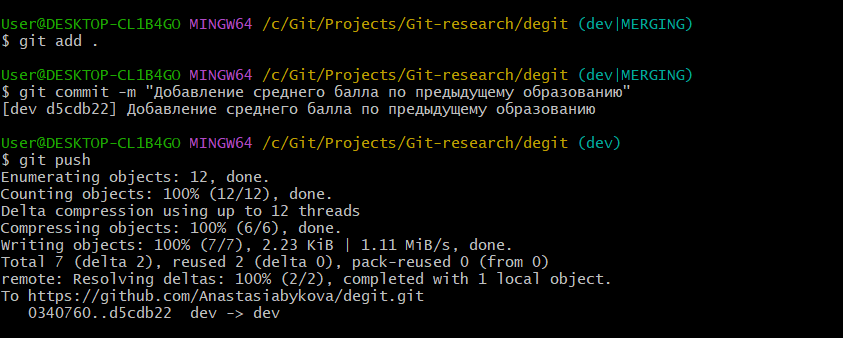 User@DESKTOP-CL1B4GO MINGW64 /c/Git/Projects/Git-research/degit (dev|MERGING)
$ git add .
User@DESKTOP-CL1B4GO MINGW64 /c/Git/Projects/Git-research/degit (dev|MERGING)
$ git commit -m "Добавление среднего балла по предыдущему образованию"
[dev d5cdb22] Добавление среднего балла по предыдущему образованию
User@DESKTOP-CL1B4GO MINGW64 /c/Git/Projects/Git-research/degit (dev)
$ git push
Enumerating objects: 12, done.
Counting objects: 100% (12/12), done.
Delta compression using up to 12 threads
Compressing objects: 100% (6/6), done.
Writing objects: 100% (7/7), 2.23 KiB | 1.11 MiB/s, done.
Total 7 (delta 2), reused 2 (delta 0), pack-reused 0 (from 0)
remote: Resolving deltas: 100% (2/2), completed with 1 local object.
To https://github.com/Anastasiabykova/degit.git
0340760..d5cdb22  dev -> dev